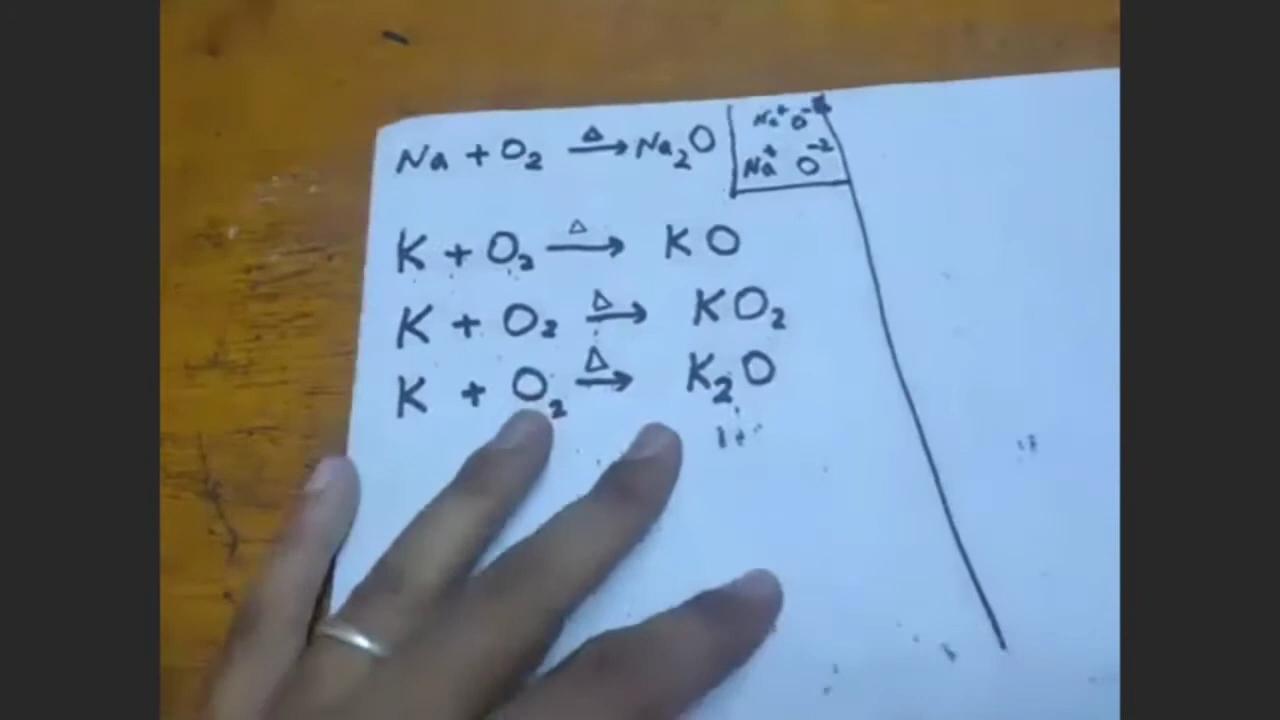 Na + O₂ △→ Na₂O
Na⁺ O⁻
Na⁺ O⁻²
K + O₂ △→ KO
K + O₂ △→ KO₂
K + O₂ △→ K₂O